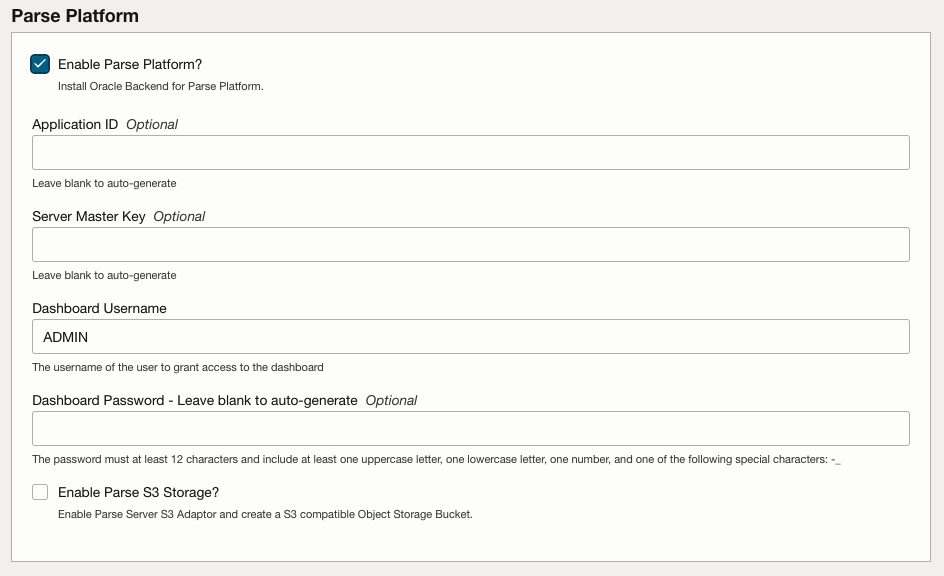 Parse Platform
Enable Parse Platform?
Install Oracle Backend for Parse Platform.
Application ID Optional
Leave blank to auto-generate
Server Master Key Optional
Leave blank to auto-generate
Dashboard Username
ADMIN
The username of the user to grant access to the dashboard
Dashboard Password - Leave blank to auto-generate Optional
The password must at least 12 characters and include at least one uppercase letter, one lowercase letter, one number, and one of the following special characters: -_
Enable Parse S3 Storage?
Enable Parse Server S3 Adaptor and create a S3 compatible Object Storage Bucket.